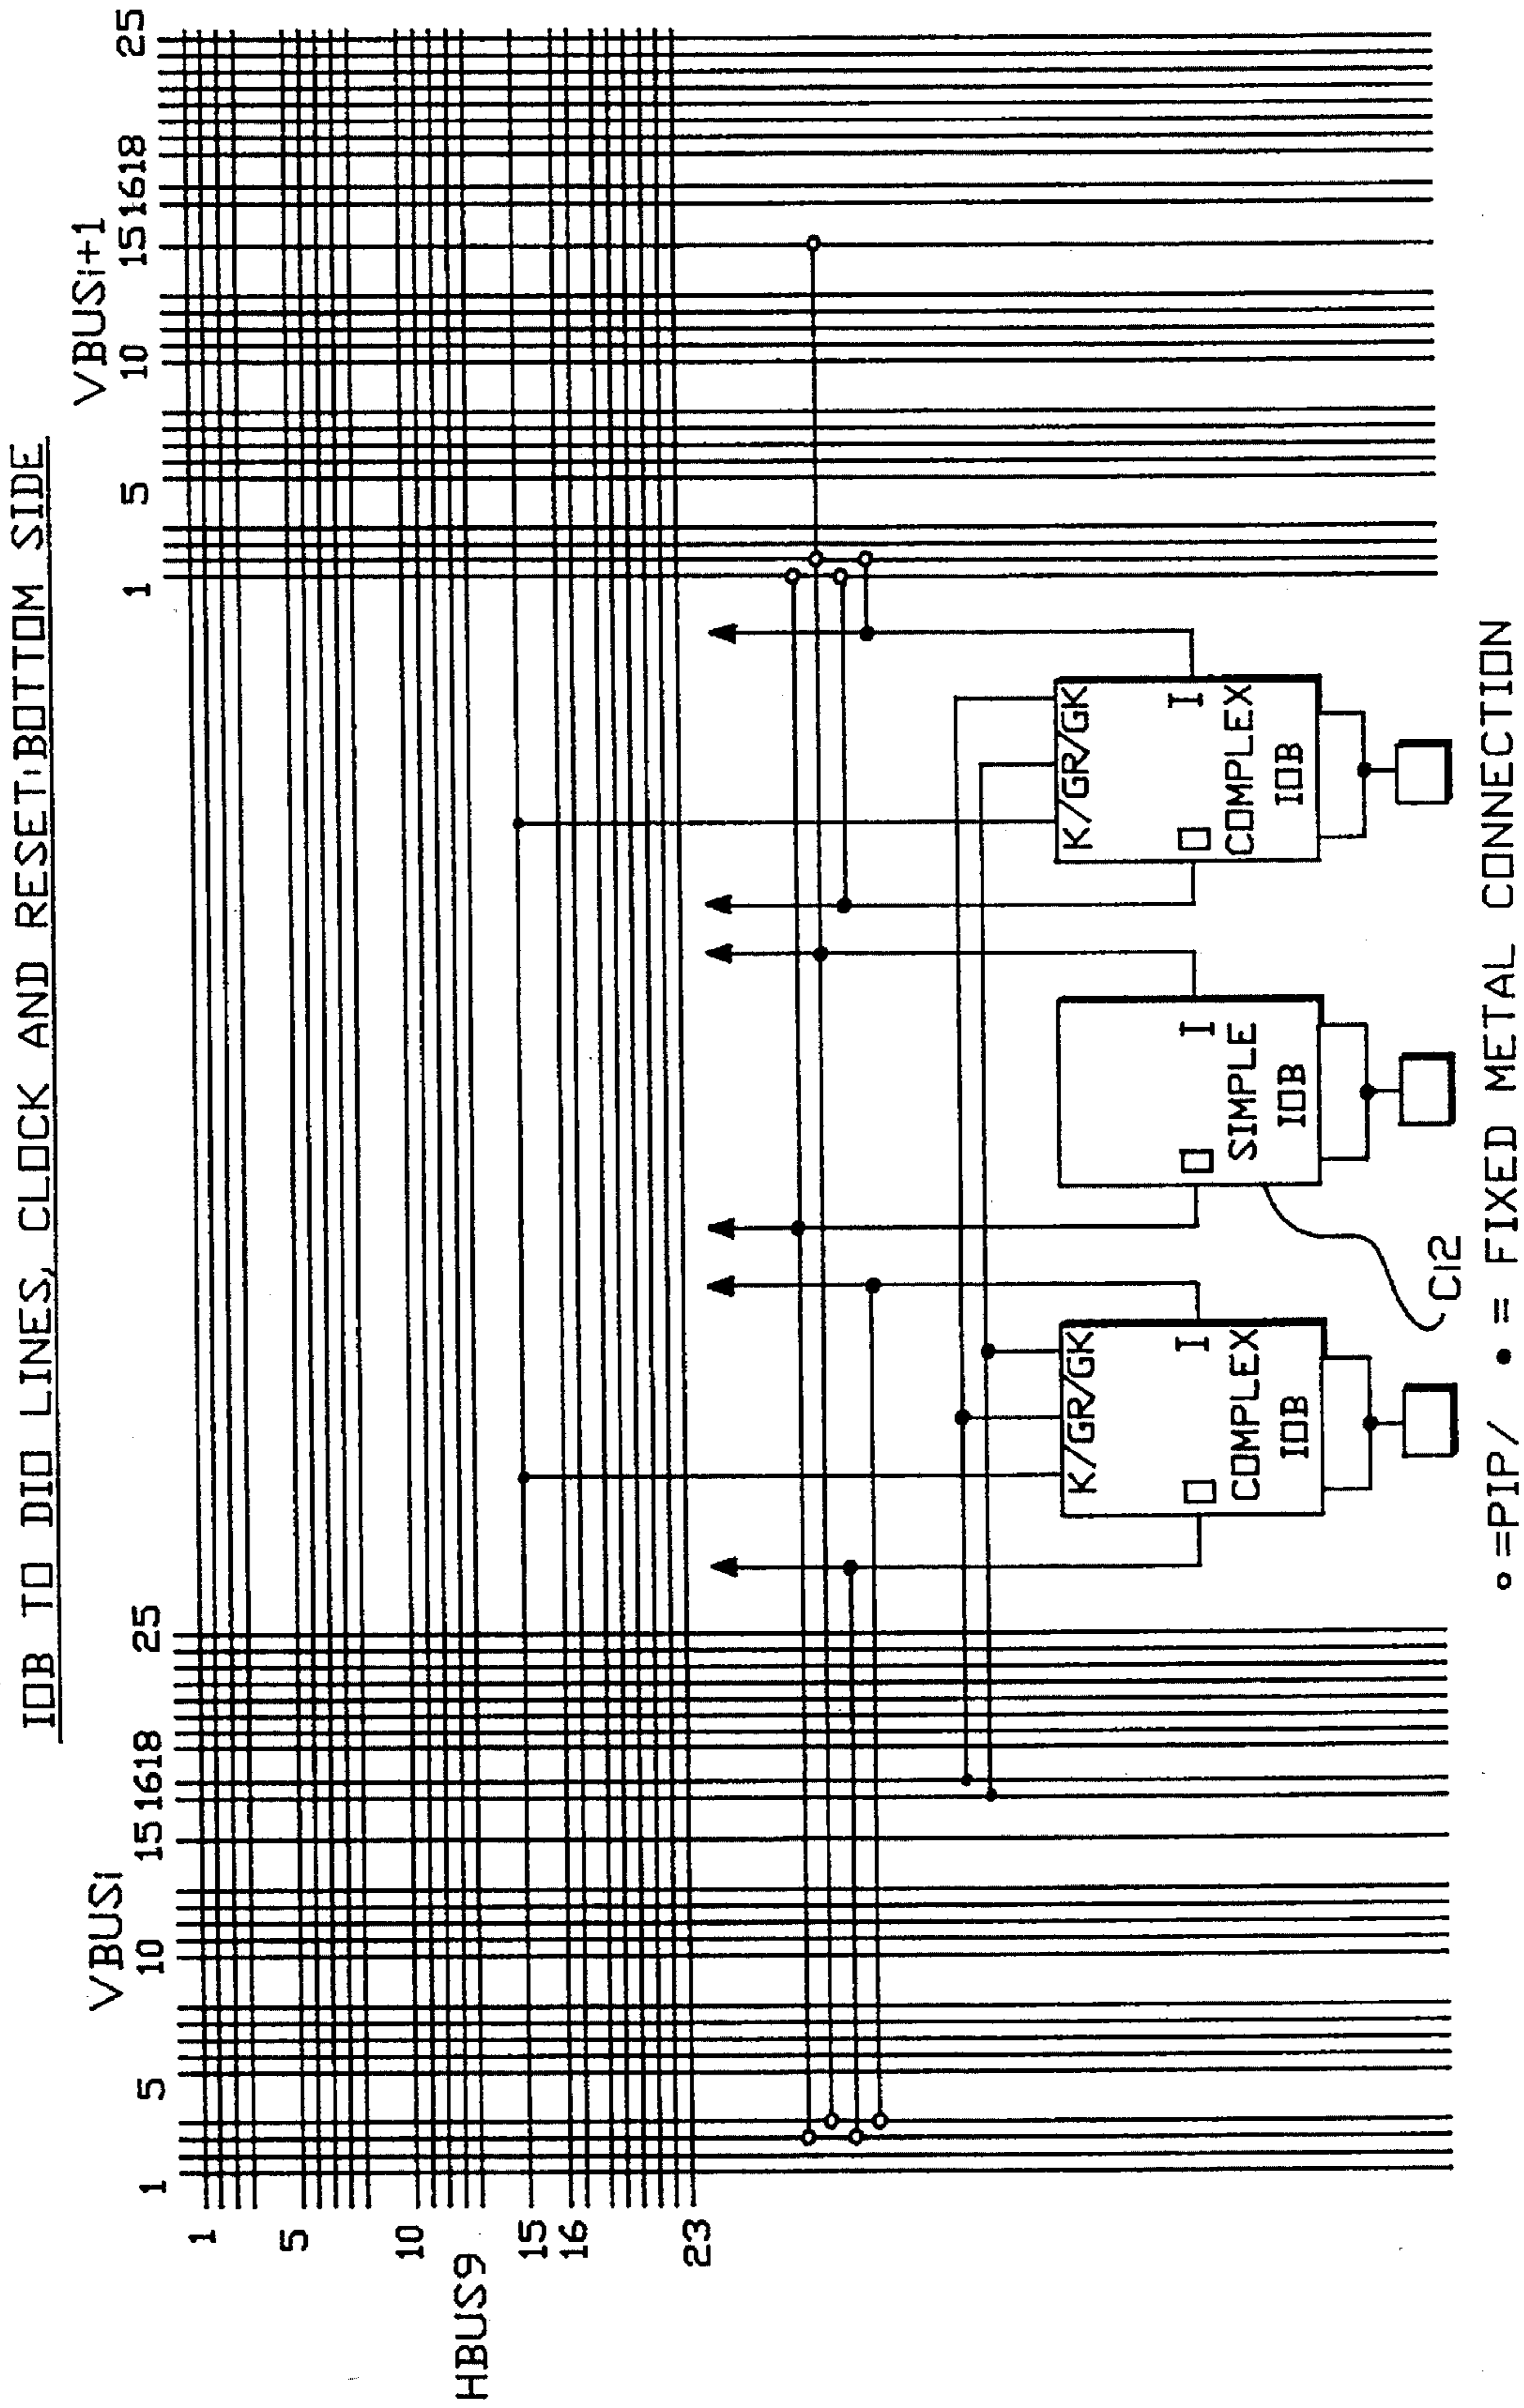 IOB TO DIO LINES, CLOCK AND RESET:BOTTOM SIDE
VBUSi
VBUSi+1
1 5 10 15 16 18 25
1 5 10 15 16 18 25
1
5
10
HBUS9
15
16
23
K/GR/GK
O I
COMPLEX
IOB
O I
SIMPLE
IOB
K/GR/GK
O I
COMPLEX
IOB
Ci2
o =PIP/ • = FIXED METAL CONNECTION